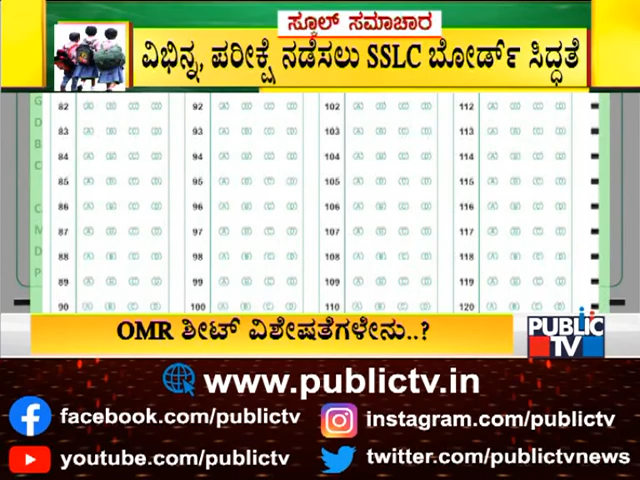 ಸ್ಕೂಲ್ ಸಮಾಚಾರ
ವಿಭಿನ್ನ, ಪರೀಕ್ಷೆ ನಡೆಸಲು SSLC ಬೋರ್ಡ್ ಸಿದ್ಧತೆ
82 A B C D 92 A B C D 102 A B C D 112 A B C D
83 A B C D 93 A B C D 103 A B C D 113 A B C D
84 A B C D 94 A B C D 104 A B C D 114 A B C D
85 A B C D 95 A B C D 105 A B C D 115 A B C D
86 A B C D 96 A B C D 106 A B C D 116 A B C D
87 A B C D 97 A B C D 107 A B C D 117 A B C D
88 A B C D 98 A B C D 108 A B C D 118 A B C D
89 A B C D 99 A B C D 109 A B C D 119 A B C D
90 A B C D 100 A B C D 110 A B C D 120 A B C D
OMR ಶೀಟ್ ವಿಶೇಷತೆಗಳೇನು..?
PUBLIC
TV
www.publictv.in
facebook.com/publictv instagram.com/publictv
youtube.com/publictv twitter.com/publictvnews